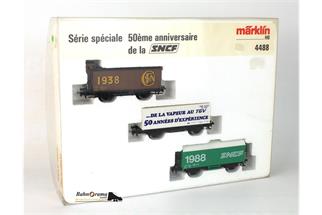 Série spéciale 50ème anniversaire
de la SNCF
märklin
HO
4488
1938
...DE LA VAPEUR AU TGV
50 ANNÉES D'EXPÉRIENCE
1988 SNCF
BahnOrama